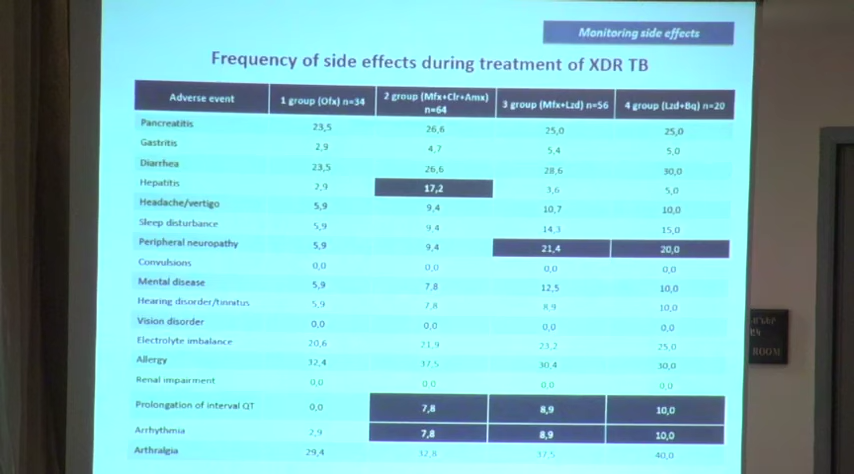 Monitoring side effects
Frequency of side effects during treatment of XDR TB
Adverse event 1 group (Ofx) n=34 2 group (Mfx+Clr+Amx) n=64 3 group (Mfx+Lzd) n=56 4 group (Lzd+Bq) n=20
Pancreatitis 23,5 26,6 25,0 25,0
Gastritis 2,9 4,7 5,4 5,0
Diarrhea 23,5 26,6 28,6 30,0
Hepatitis 2,9 17,2 3,6 5,0
Headache/vertigo 5,9 9,4 10,7 10,0
Sleep disturbance 5,9 9,4 14,3 15,0
Peripheral neuropathy 5,9 9,4 21,4 20,0
Convulsions 0,0 0,0 0,0 0,0
Mental disease 5,9 7,8 12,5 10,0
Hearing disorder/tinnatus 5,9 7,8 8,9 10,0
Vision disorder 0,0 0,0 0,0 0,0
Electrolyte imbalance 20,6 21,9 23,2 25,0
Allergy 32,4 37,5 30,4 30,0
Renal impairment 0,0 0,0 0,0 0,0
Prolongation of interval QT 0,0 7,8 8,9 10,0
Arrhythmia 2,9 7,8 8,9 10,0
Arthralgia 29,4 37,5 40,0
ROOM